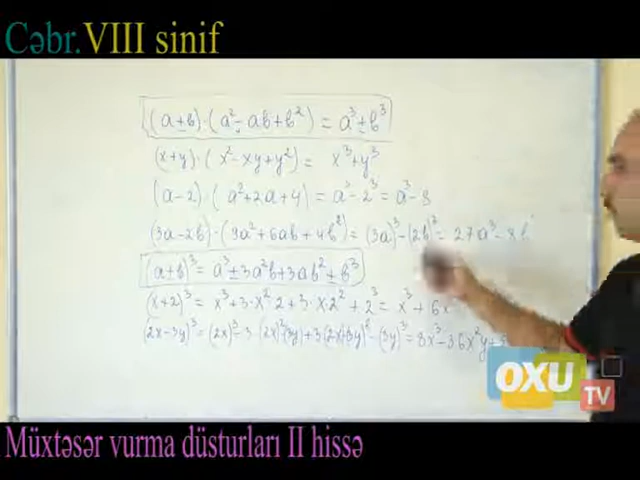 Cəbr.VIII sinif
(a±b)·(a²∓ab+b²) = a³±b³
(x+y)·(x²-xy+y²) = x³+y³
(a-2)·(a²+2a+4) = a³-2³ = a³-8
(3a-2b)·(9a²+6ab+4b²) = (3a)³-(2b)³ = 27a³-8b
(a±b)³ = a³±3a²b+3ab²±b³
(x+2)³ = x³+3·x²·2+3·x·2²+2³ = x³+6x
(2x-3y)³ = (2x)³-3·(2x)²·(3y)+3·(2x)·(3y)²-(3y)³ = 8x³-36x²y+
OXU TV
Müxtəsər vurma düsturları II hissə